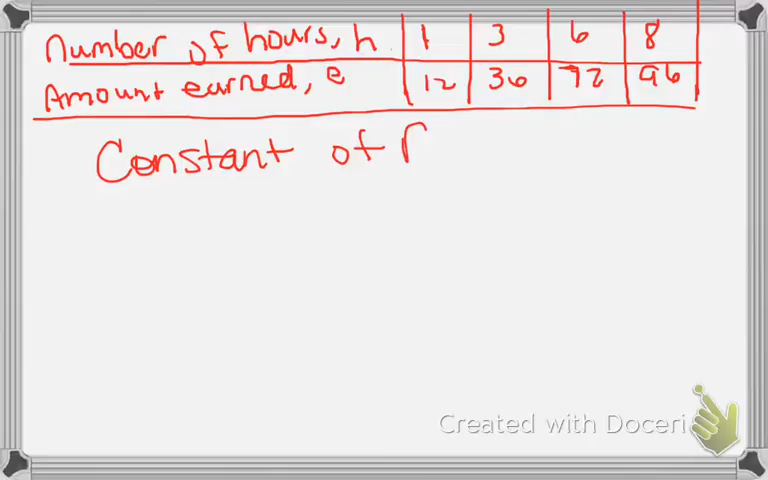 Number of hours, h 1 3 6 8
Amount earned, e 12 36 72 96
Constant of
Created with Doceri